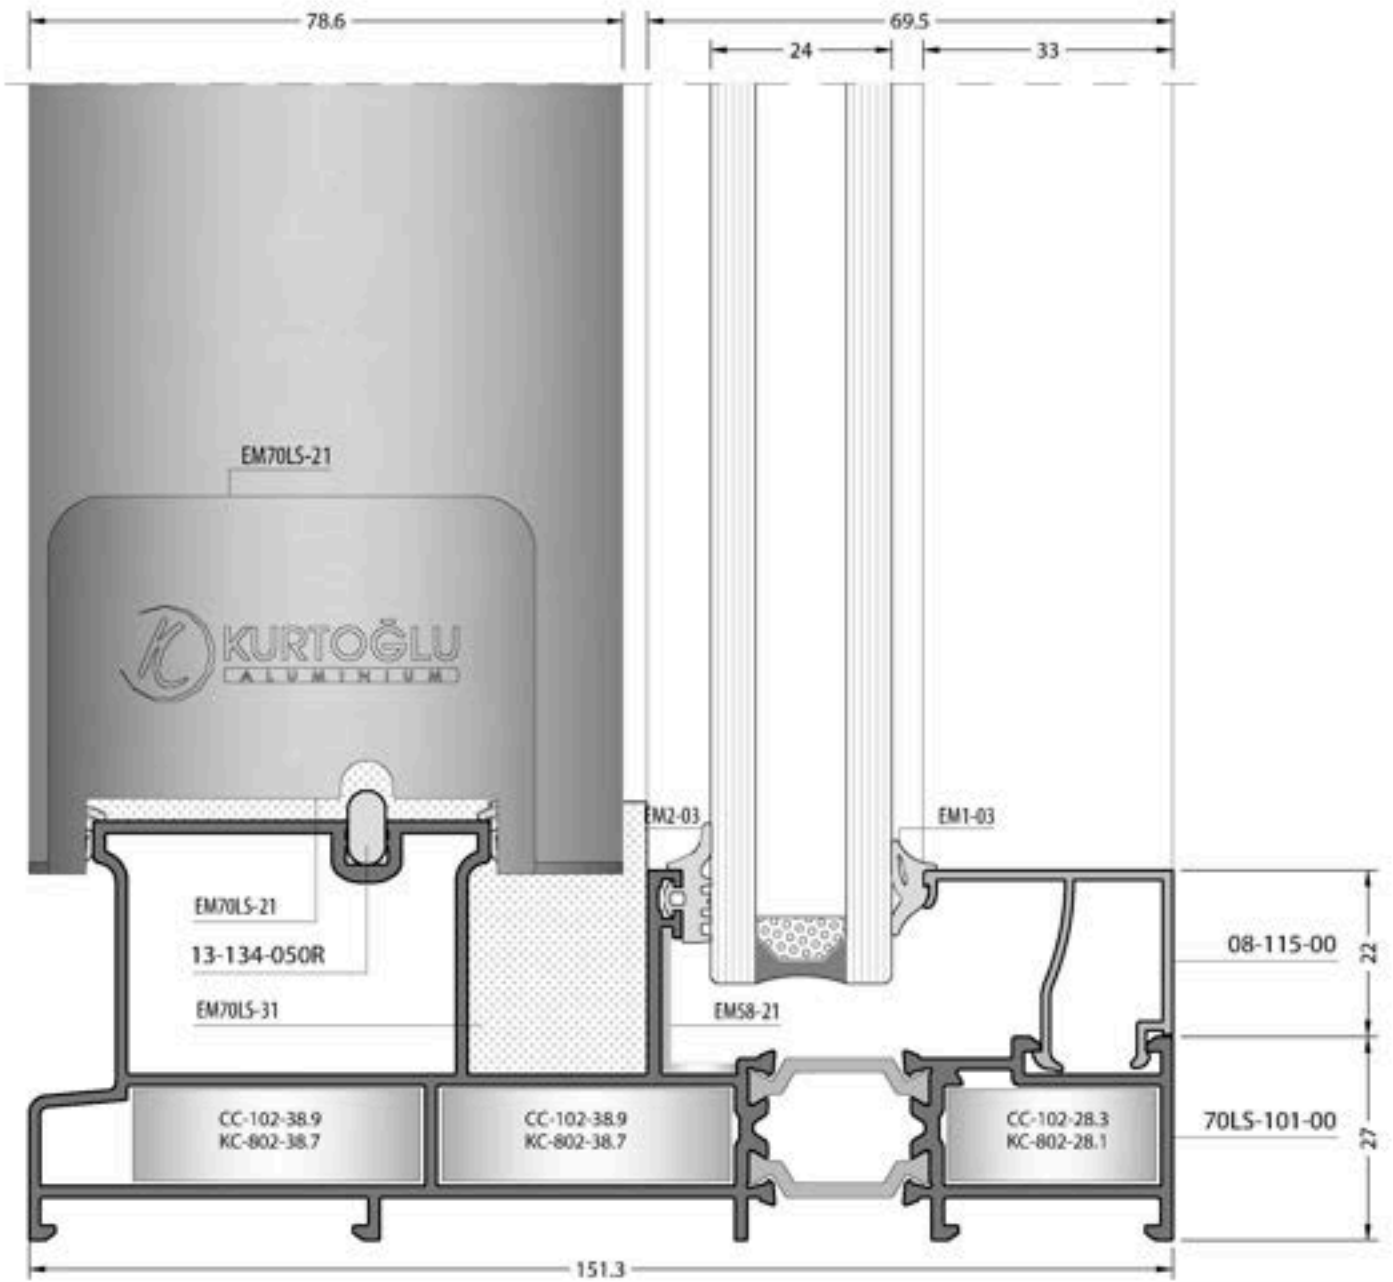 78.6
69.5
24
33
EM70LS-21
KURTOĞLU
ALUMINIUM
EM2-03
EM1-03
EM70LS-21
13-134-050R
08-115-00
22
EM70LS-31
EM58-21
CC-102-38.9
KC-802-38.7
CC-102-38.9
KC-802-38.7
CC-102-28.3
KC-802-28.1
70LS-101-00
27
151.3